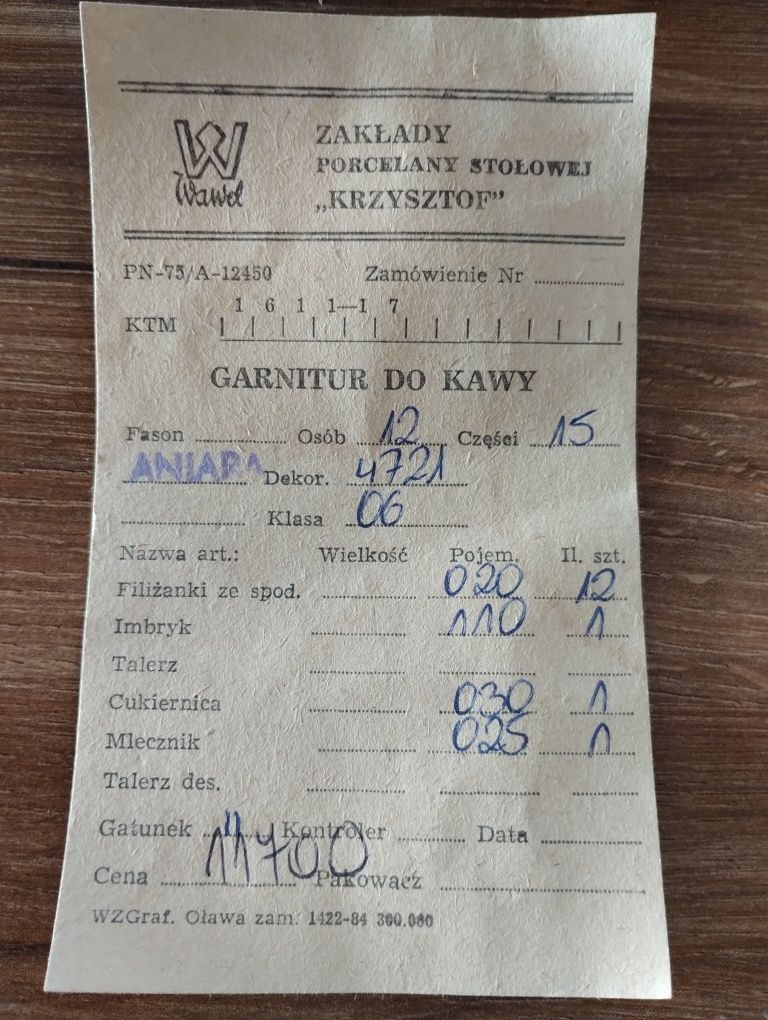 W
Wawel
ZAKŁADY
PORCELANY STOŁOWEJ
„KRZYSZTOF”
PN-75/A-12450 Zamówienie Nr
1 6 1 1—1 7
KTM
GARNITUR DO KAWY
Fason Osób 12 Części 15
Dekor. 4721
Klasa 06
Nazwa art.: Wielkość Pojem. Il. szt.
Filiżanki ze spod. 020 12
Imbryk 110 1
Talerz
Cukiernica 030 1
Mlecznik 025 1
Talerz des.
Gatunek II Kontroler Data
Cena 11700 Pakowacz
WZGraf. Oława zam. 1422-84 300.000